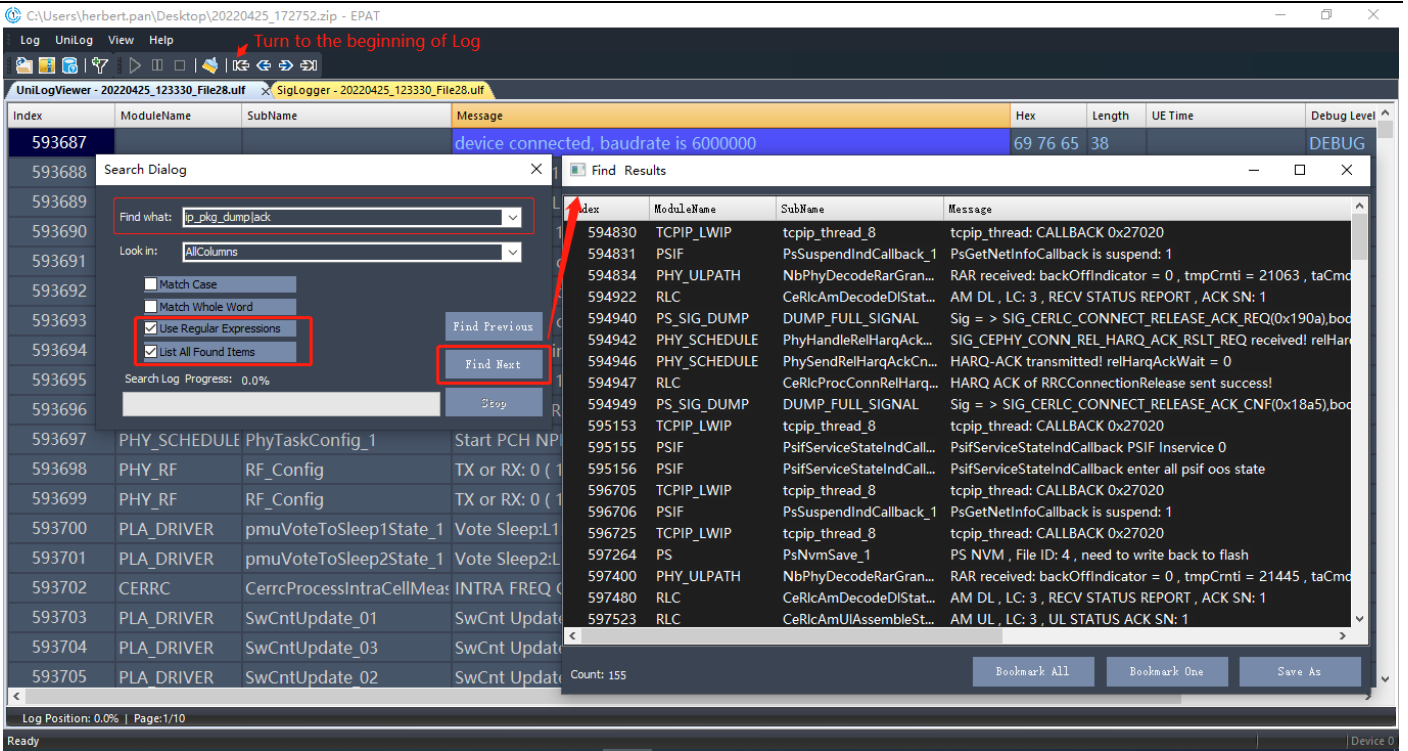 C:\Users\herbert.pan\Desktop\20220425_172752.zip - EPAT
Log UniLog View Help
Turn to the beginning of Log
UniLogViewer - 20220425_123330_File28.ulf
SigLogger - 20220425_123330_File28.ulf
Index ModuleName SubName Message Hex Length UE Time Debug Level
593687 device connected, baudrate is 6000000 69 76 65 38 DEBUG
593688
593689
593690
593691
593692
593693
593694
593695
593696
593697 PHY_SCHEDULE PhyTaskConfig_1 Start PCH NP
593698 PHY_RF RF_Config TX or RX: 0 ( 1
593699 PHY_RF RF_Config TX or RX: 0 ( 1
593700 PLA_DRIVER pmuVoteToSleep1State_1 Vote Sleep:L1
593701 PLA_DRIVER pmuVoteToSleep2State_1 Vote Sleep2:L
593702 CERRC CerrcProcessIntraCellMeas INTRA FREQ
593703 PLA_DRIVER SwCntUpdate_01 SwCnt Update
593704 PLA_DRIVER SwCntUpdate_03 SwCnt Update
593705 PLA_DRIVER SwCntUpdate_02 SwCnt Update
Search Dialog
Find what: ip_pkg_dump|ack
Look in: AllColumns
Match Case
Match Whole Word
Use Regular Expressions
List All Found Items
Find Previous
Find Next
Search Log Progress: 0.0%
Stop
Find Results
ModuleName SubName Message
594830 TCPIP_LWIP tcpip_thread_8 tcpip_thread: CALLBACK 0x27020
594831 PSIF PsSuspendIndCallback_1 PsGetNetInfoCallback is suspend: 1
594834 PHY_ULPATH NbPhyDecodeRarGran... RAR received: backOffIndicator = 0 , tmpCrnti = 21063 , taCmd
594922 RLC CeRlcAmDecodeDlStat... AM DL , LC: 3 , RECV STATUS REPORT , ACK SN: 1
594940 PS_SIG_DUMP DUMP_FULL_SIGNAL Sig = > SIG_CERLC_CONNECT_RELEASE_ACK_REQ(0x190a),bod
594942 PHY_SCHEDULE PhyHandleRelHarqAck... SIG_CEPHY_CONN_REL_HARQ_ACK_RSLT_REQ received! relHar
594946 PHY_SCHEDULE PhySendRelHarqAckCn... HARQ-ACK transmitted! relHarqAckWait = 0
594947 RLC CeRlcProcConnRelHarq... HARQ ACK of RRCConnectionRelease sent success!
594949 PS_SIG_DUMP DUMP_FULL_SIGNAL Sig = > SIG_CERLC_CONNECT_RELEASE_ACK_CNF(0x18a5),boc
595153 TCPIP_LWIP tcpip_thread_8 tcpip_thread: CALLBACK 0x27020
595155 PSIF PsifServiceStateIndCall... PsifServiceStateIndCallback PSIF Inservice 0
595156 PSIF PsifServiceStateIndCall... PsifServiceStateIndCallback enter all psif oos state
596705 TCPIP_LWIP tcpip_thread_8 tcpip_thread: CALLBACK 0x27020
596706 PSIF PsSuspendIndCallback_1 PsGetNetInfoCallback is suspend: 1
596725 TCPIP_LWIP tcpip_thread_8 tcpip_thread: CALLBACK 0x27020
597264 PS PsNvmSave_1 PS NVM , File ID: 4 , need to write back to flash
597400 PHY_ULPATH NbPhyDecodeRarGran... RAR received: backOffIndicator = 0 , tmpCrnti = 21445 , taCmd
597480 RLC CeRlcAmDecodeDlStat... AM DL , LC: 3 , RECV STATUS REPORT , ACK SN: 1
597523 RLC CeRlcAmUlAssembleSt... AM UL , LC: 3 , UL STATUS ACK SN: 1
Count: 155
Bookmark All
Bookmark One
Save As
Log Position: 0.0% | Page:1/10
Ready
Device 0